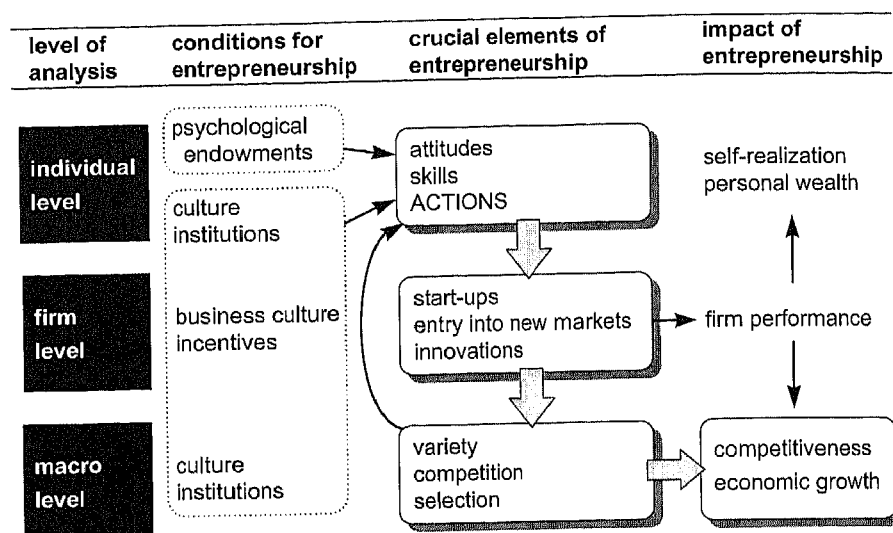 level of
analysis
conditions for
entrepreneurship
crucial elements of
entrepreneurship
impact of
entrepreneurship
individual
level
psychological
endowments
culture
institutions
attitudes
skills
ACTIONS
self-realization
personal wealth
firm
level
business culture
incentives
start-ups
entry into new markets
innovations
firm performance
macro
level
culture
institutions
variety
competition
selection
competitiveness
economic growth